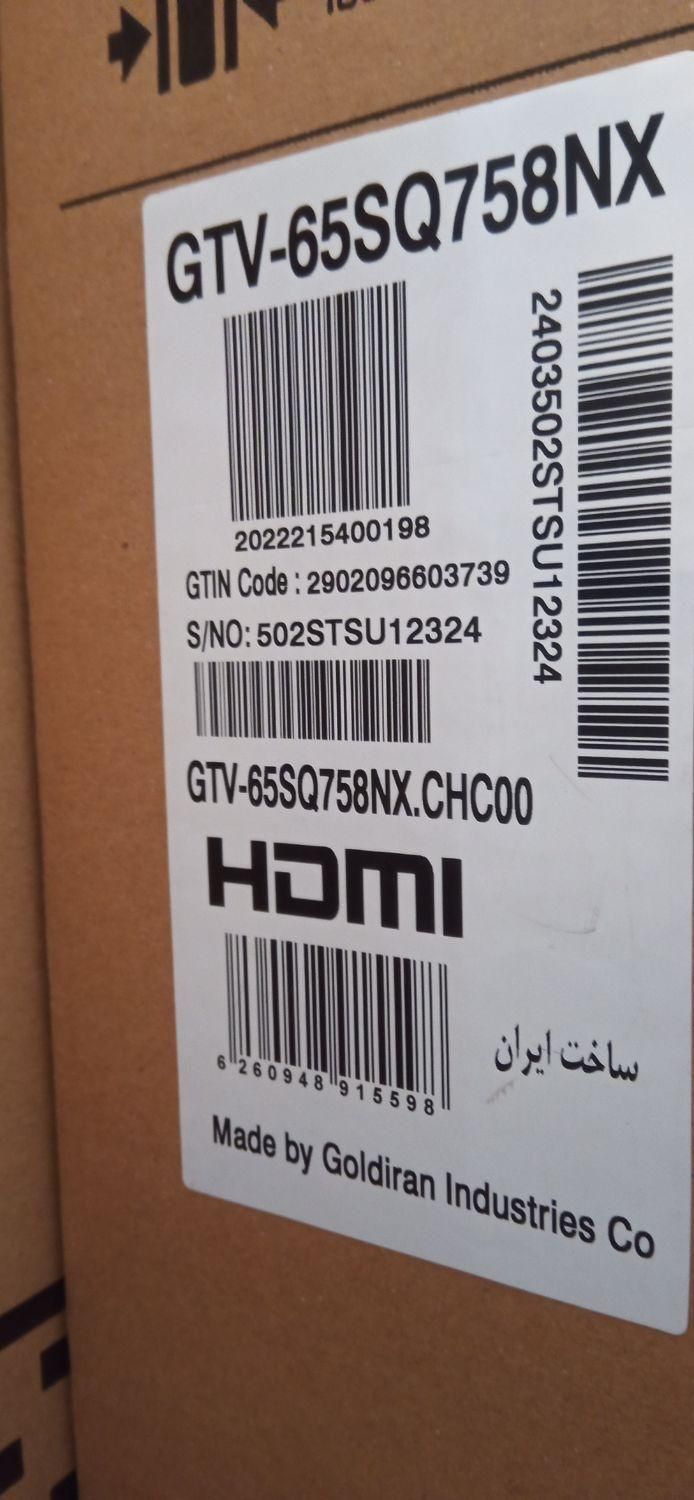 GTV-65SQ758NX
2022215400198
GTIN Code : 2902096603739
S/NO: 502STSU12324
2403502STSU12324
GTV-65SQ758NX.CHC00
HDMI
6 260948 915598
ساخت ایران
Made by Goldiran Industries Co